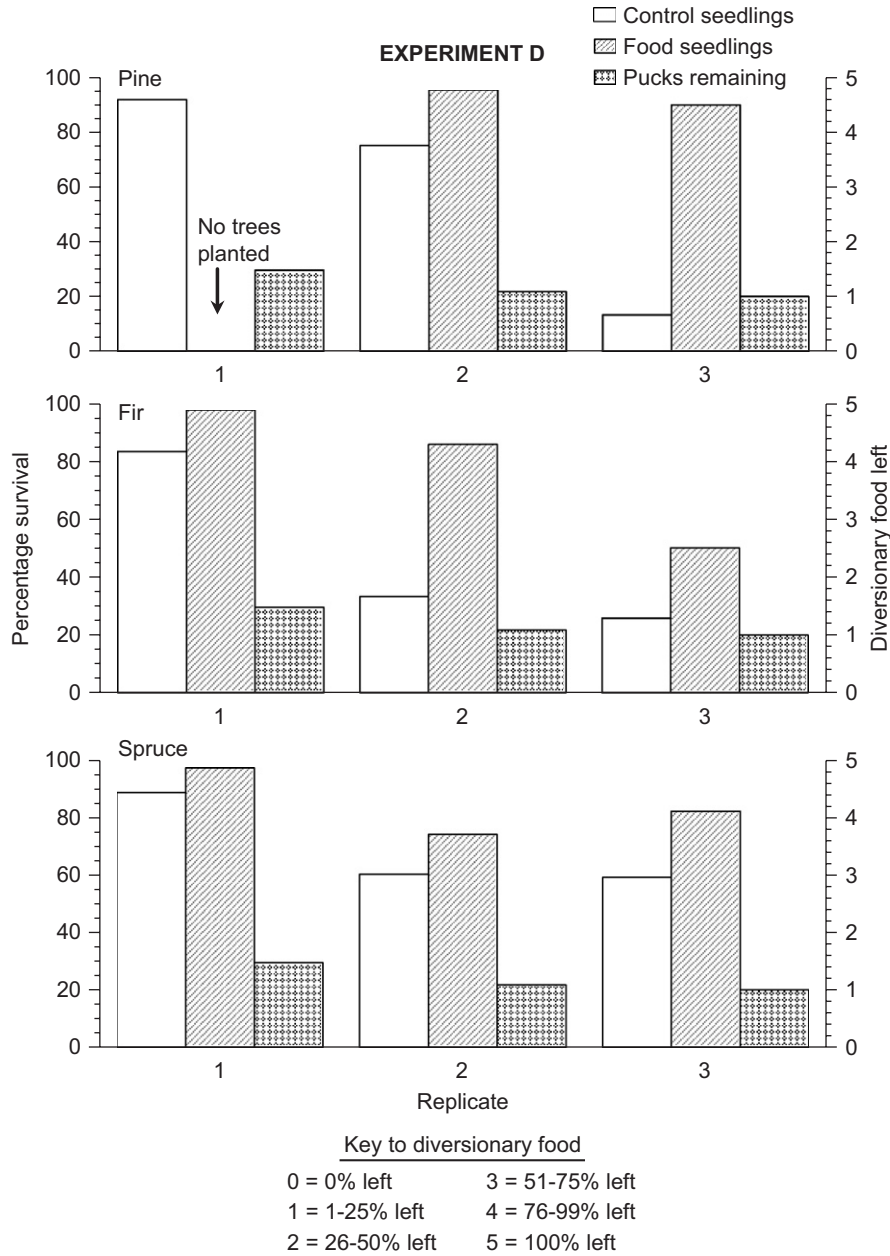 Control seedlings
EXPERIMENT D
Food seedlings
Pucks remaining
Pine
100
80
60
40
20
0
No trees
planted
5
4
3
2
1
0
1
2
3
Fir
100
80
60
40
20
0
5
4
3
2
1
0
1
2
3
Percentage survival
Diversionary food left
Spruce
100
80
60
40
20
0
5
4
3
2
1
0
1
2
3
Replicate
Key to diversionary food
0 = 0% left
3 = 51-75% left
1 = 1-25% left
4 = 76-99% left
2 = 26-50% left
5 = 100% left